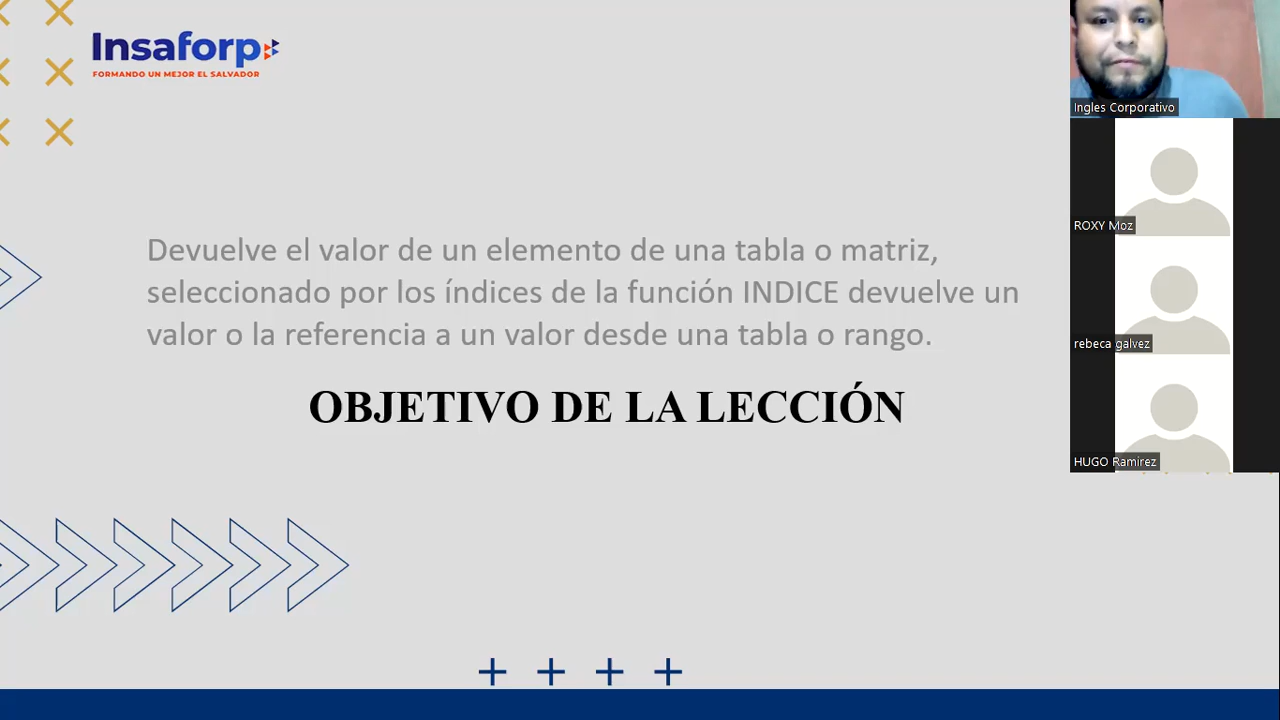 Insaforp
FORMANDO UN MEJOR EL SALVADOR
Devuelve el valor de un elemento de una tabla o matriz,
seleccionado por los índices de la función INDICE devuelve un
valor o la referencia a un valor desde una tabla o rango.
OBJETIVO DE LA LECCIÓN
Ingles Corporativo
ROXY Moz
rebeca galvez
HUGO Ramirez